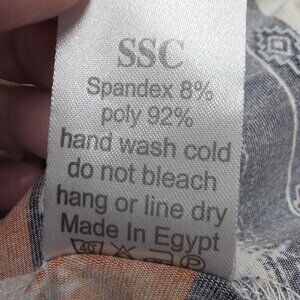 SSC
Spandex 8%
poly 92%
hand wash cold
do not bleach
hang or line dry
Made In Egypt